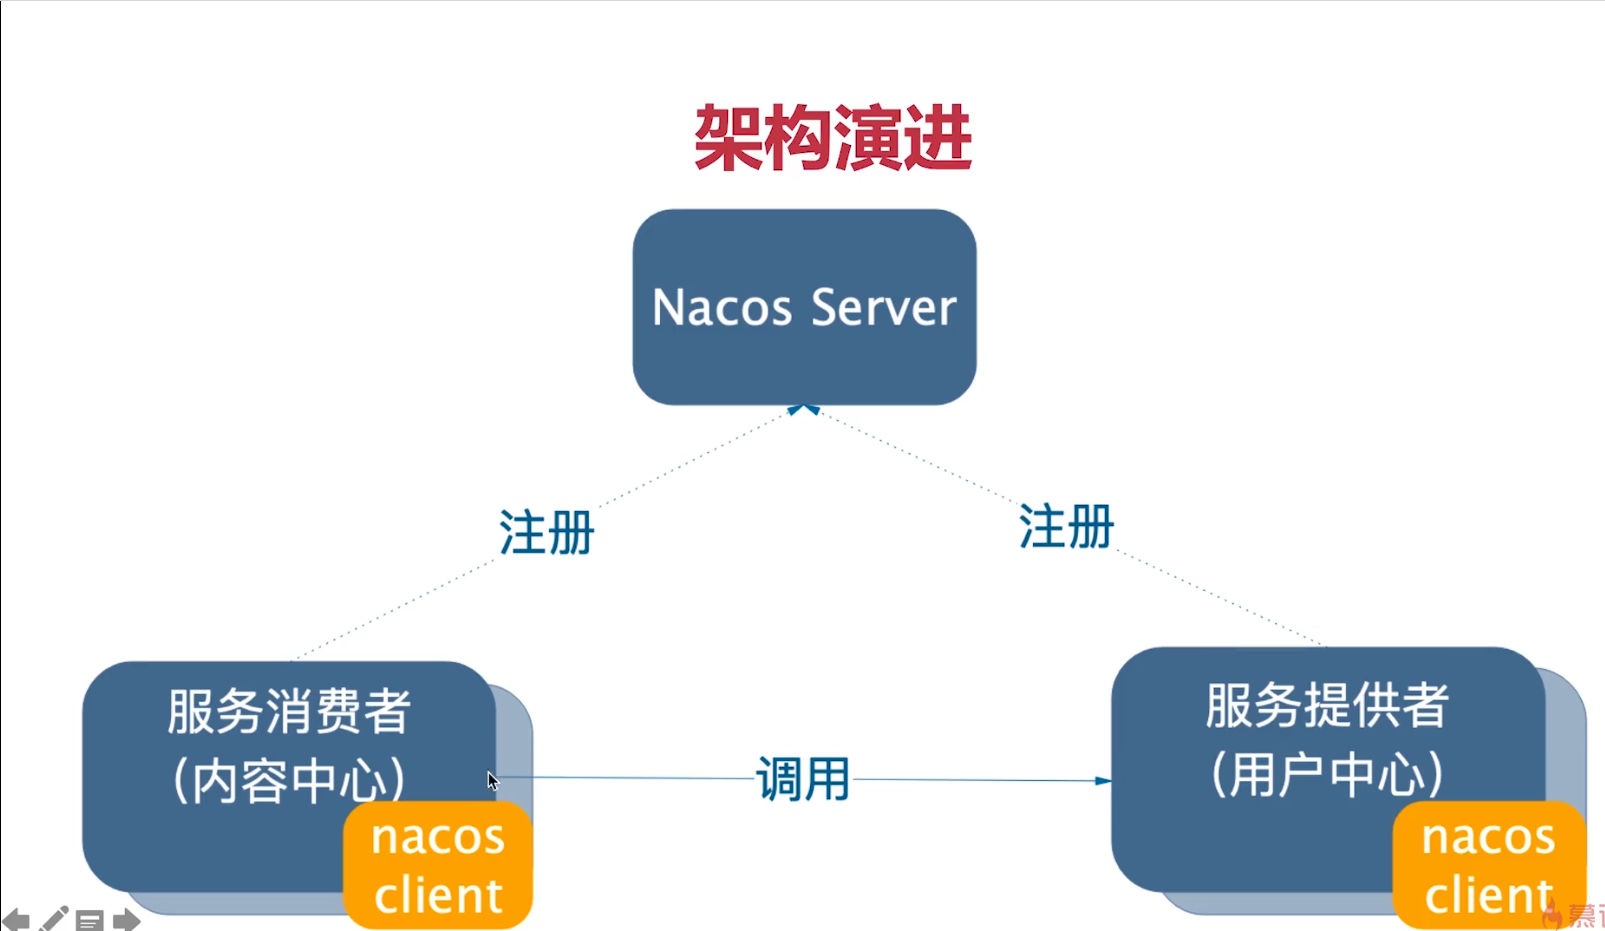 架构演进
Nacos Server
注册
注册
服务消费者
(内容中心)
调用
服务提供者
(用户中心)
nacos
client
nacos
client